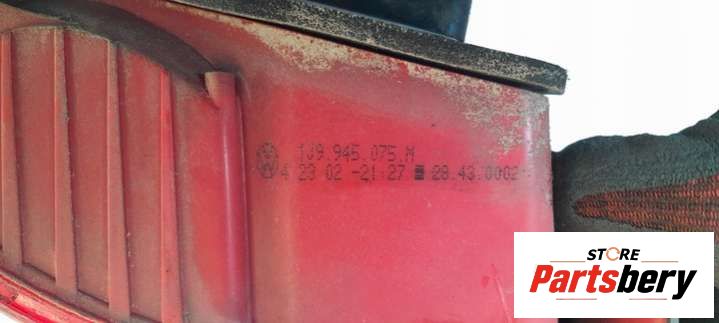 1J9.945.075.M
4 23 02 -21:27 28.43.0002
STORE
Partsbery